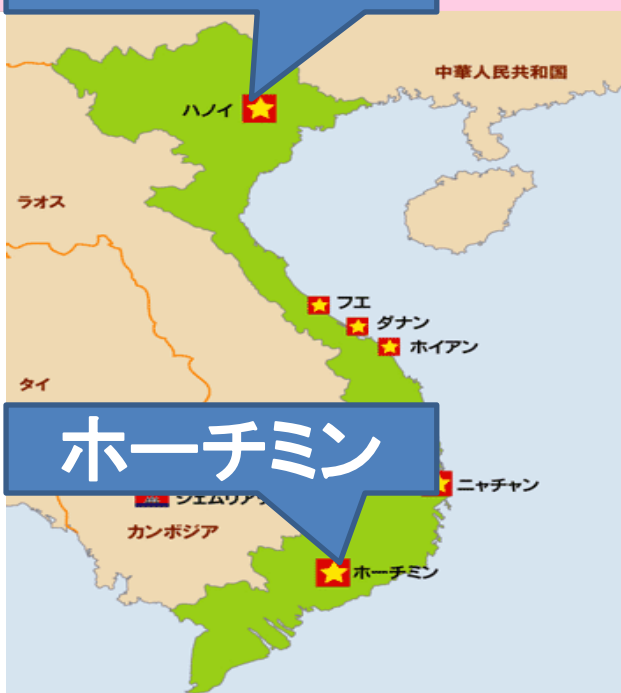 中華人民共和国
ハノイ
ラオス
フエ
ダナン
ホイアン
タイ
ホーチミン
ニャチャン
カンボジア
ホーチミン